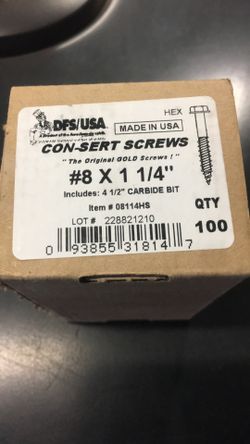 DFS/USA
HEX
MADE IN USA
CON-SERT SCREWS
"The Original GOLD Screws!"
#8 X 1 1/4"
Includes: 4 1/2" CARBIDE BIT
Item # 08114HS
QTY
LOT # 228821210
100
0 93855 31814 7